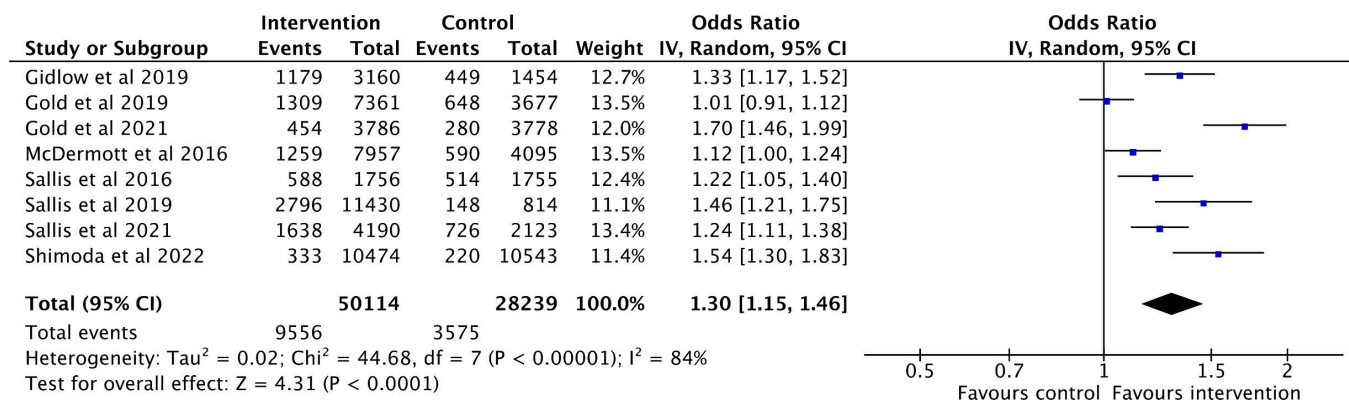 Intervention Control Odds Ratio Odds Ratio
Study or Subgroup Events Total Events Total Weight IV, Random, 95% CI IV, Random, 95% CI
Gidlow et al 2019 1179 3160 449 1454 12.7% 1.33 [1.17, 1.52]
Gold et al 2019 1309 7361 648 3677 13.5% 1.01 [0.91, 1.12]
Gold et al 2021 454 3786 280 3778 12.0% 1.70 [1.46, 1.99]
McDermott et al 2016 1259 7957 590 4095 13.5% 1.12 [1.00, 1.24]
Sallis et al 2016 588 1756 514 1755 12.4% 1.22 [1.05, 1.40]
Sallis et al 2019 2796 11430 148 814 11.1% 1.46 [1.21, 1.75]
Sallis et al 2021 1638 4190 726 2123 13.4% 1.24 [1.11, 1.38]
Shimoda et al 2022 333 10474 220 10543 11.4% 1.54 [1.30, 1.83]
Total (95% CI) 50114 28239 100.0% 1.30 [1.15, 1.46]
Total events 9556 3575
Heterogeneity: Tau² = 0.02; Chi² = 44.68, df = 7 (P < 0.00001); I² = 84%
Test for overall effect: Z = 4.31 (P < 0.0001)
0.5 0.7 1 1.5 2
Favours control Favours intervention